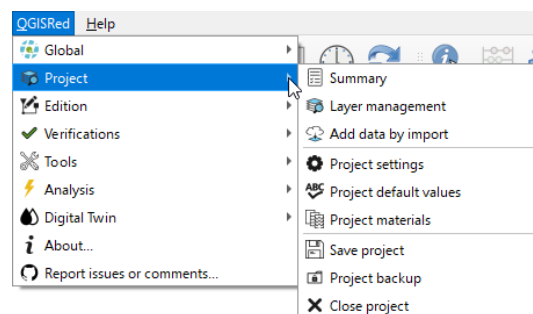 QGISRed Help
Global
Project
Edition
Verifications
Tools
Analysis
Digital Twin
About...
Report issues or comments...
Summary
Layer management
Add data by import
Project settings
ABC Project default values
Project materials
Save project
Project backup
Close project